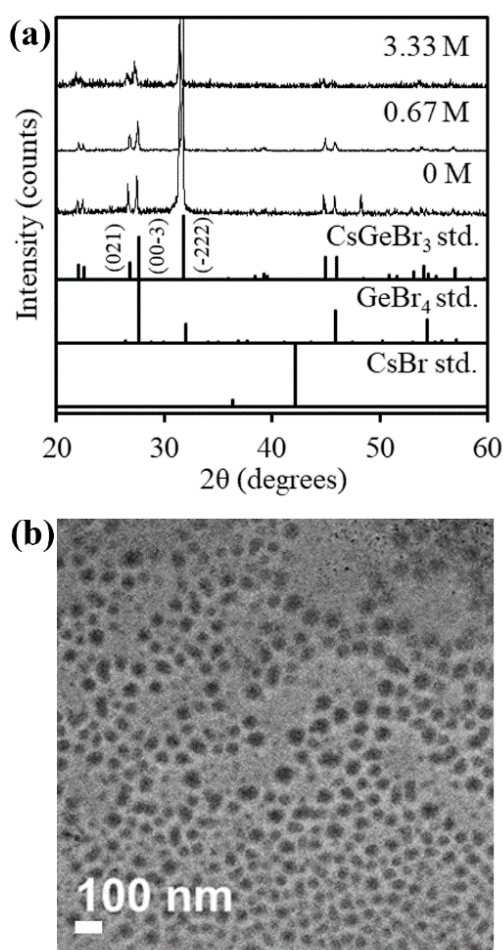 (a)
3.33 M
0.67 M
0 M
CsGeBr₃ std.
(021)
(00-3)
(-222)
GeBr₄ std.
CsBr std.
Intensity (counts)
20 30 40 50 60
2θ (degrees)
(b)
100 nm